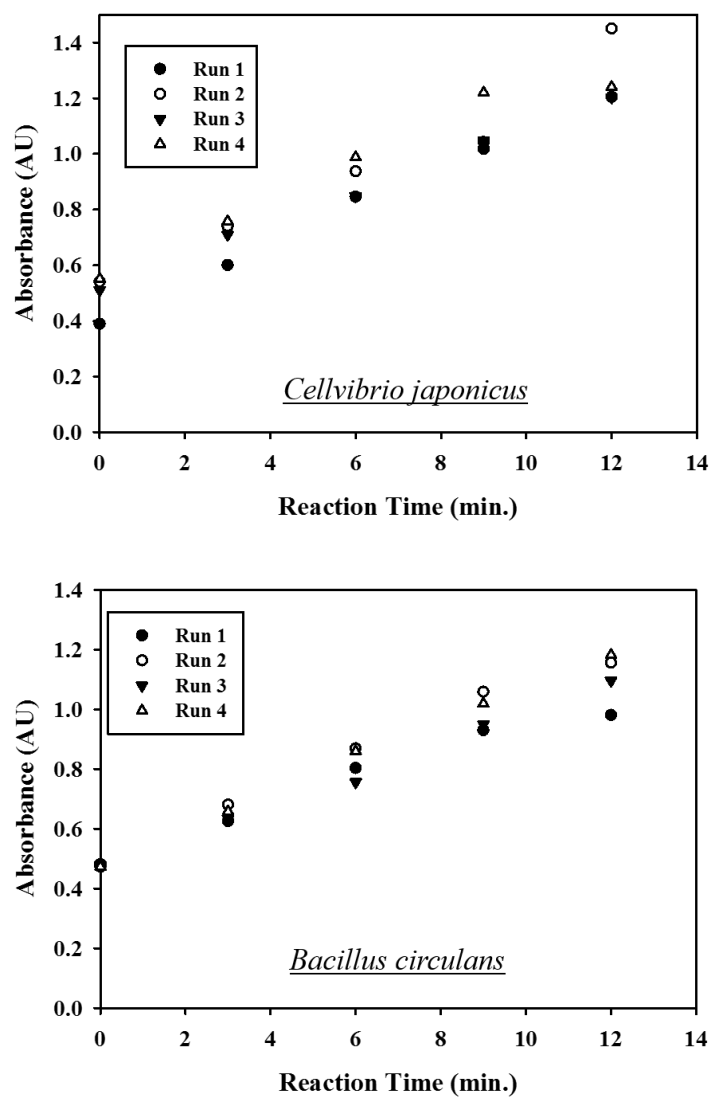 1.4
1.2
1.0
0.8
0.6
0.4
0.2
0.0
Absorbance (AU)
Run 1
Run 2
Run 3
Run 4
Cellvibrio japonicus
0 2 4 6 8 10 12 14
Reaction Time (min.)
1.4
1.2
1.0
0.8
0.6
0.4
0.2
0.0
Absorbance (AU)
Run 1
Run 2
Run 3
Run 4
Bacillus circulans
0 2 4 6 8 10 12 14
Reaction Time (min.)